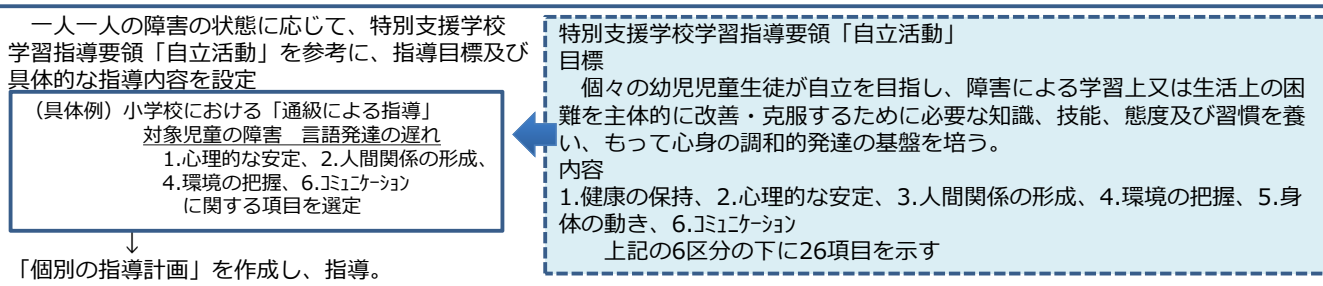 一人一人の障害の状態に応じて、特別支援学校
学習指導要領「自立活動」を参考に、指導目標及び
具体的な指導内容を設定
（具体例）小学校における「通級による指導」
対象児童の障害　言語発達の遅れ
1.心理的な安定、2.人間関係の形成、
4.環境の把握、6.ｺﾐｭﾆｹｰｼｮﾝ
に関する項目を選定
↓
「個別の指導計画」を作成し、指導。
特別支援学校学習指導要領「自立活動」
目標
個々の幼児児童生徒が自立を目指し、障害による学習上又は生活上の困
難を主体的に改善・克服するために必要な知識、技能、態度及び習慣を養
い、もって心身の調和的発達の基盤を培う。
内容
1.健康の保持、2.心理的な安定、3.人間関係の形成、4.環境の把握、5.身
体の動き、6.ｺﾐｭﾆｹｰｼｮﾝ
上記の6区分の下に26項目を示す